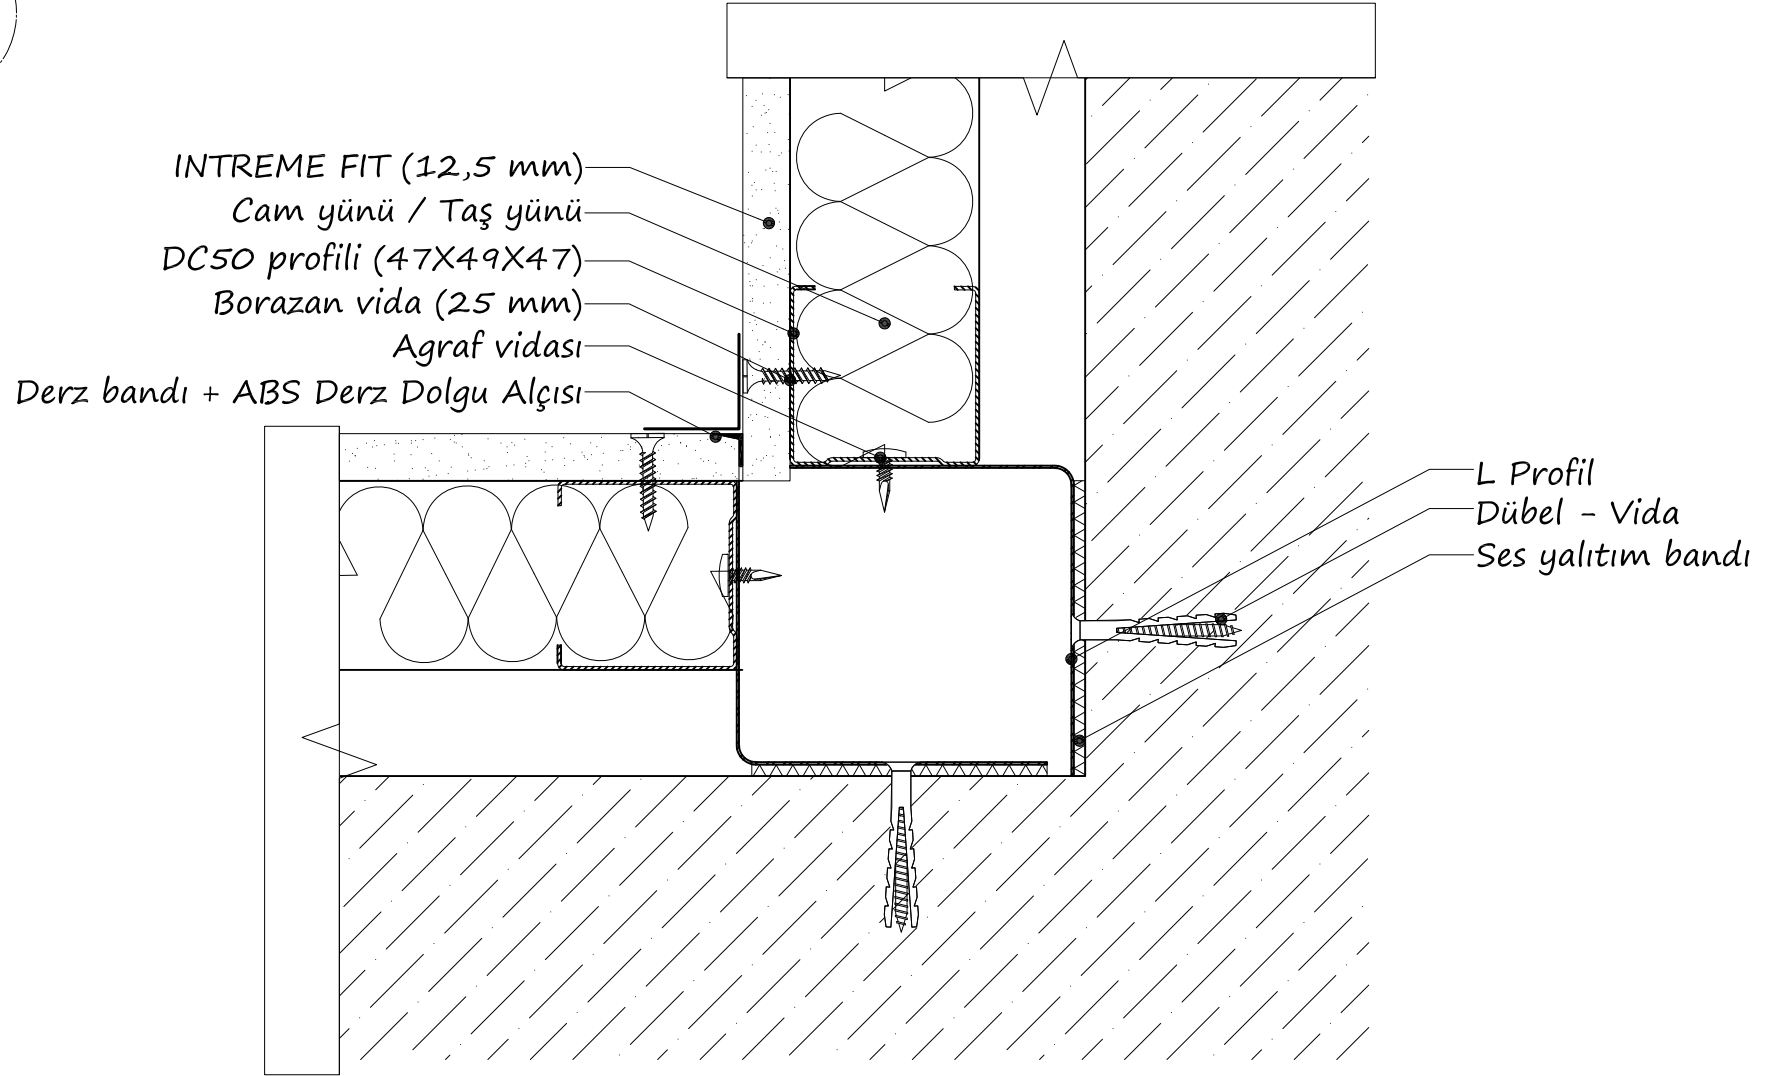 INTREME FIT (12,5 mm)
Cam yünü / Taş yünü
DC50 profili (47X49X47)
Borazan vida (25 mm)
Agraf vidası
Derz bandı + ABS Derz Dolgu Alçısı
L Profil
Dübel - Vida
Ses yalıtım bandı